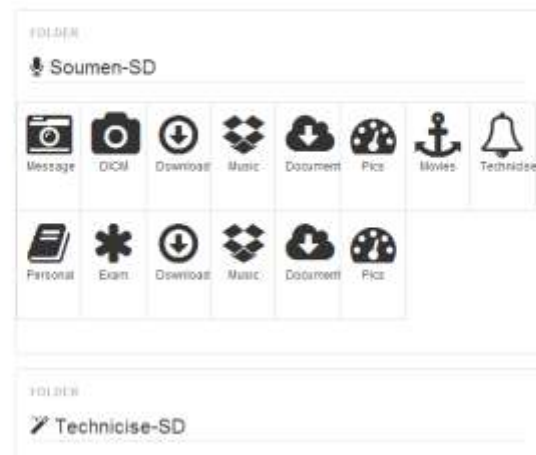 FOLDER
Soumen-SD
Message DICM Download Music Document Pics Movies Technicise
Personal Exam Download Music Document Pics
FOLDER
Technicise-SD